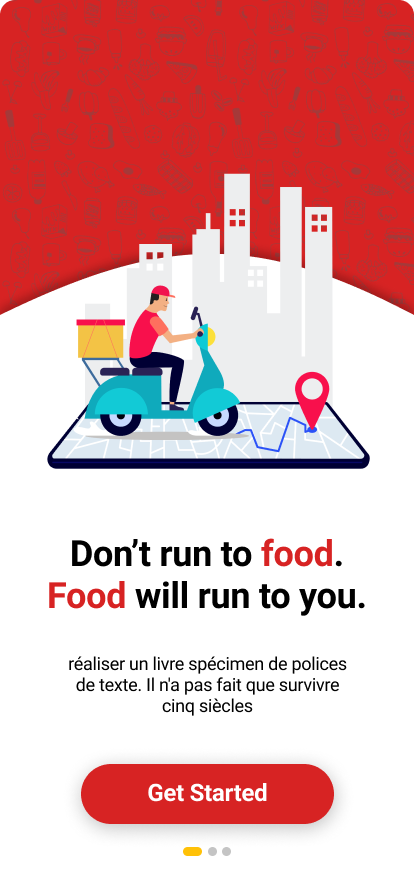 Don’t run to food.
Food will run to you.
réaliser un livre spécimen de polices
de texte. Il n'a pas fait que survivre
cinq siècles
Get Started